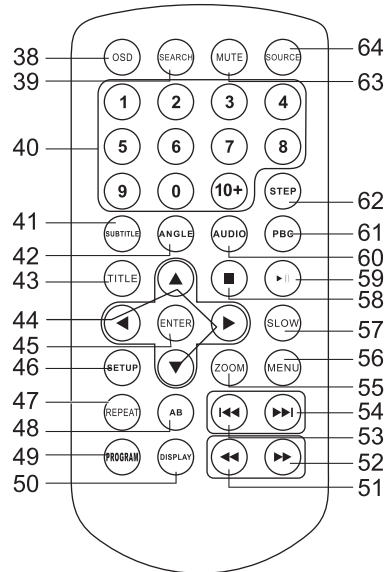 38 OSD SEARCH MUTE SOURCE 64
39 63
1 2 3 4
40 5 6 7 8
9 0 10+ STEP 62
41 SUBTITLE ANGLE AUDIO PBC 61
42 60
43 TITLE 59
58
44
45 ENTER SLOW 57
46 SETUP ZOOM MENU 56
55
47 REPEAT AB 54
48 53
49 PROGRAM DISPLAY 52
50 51